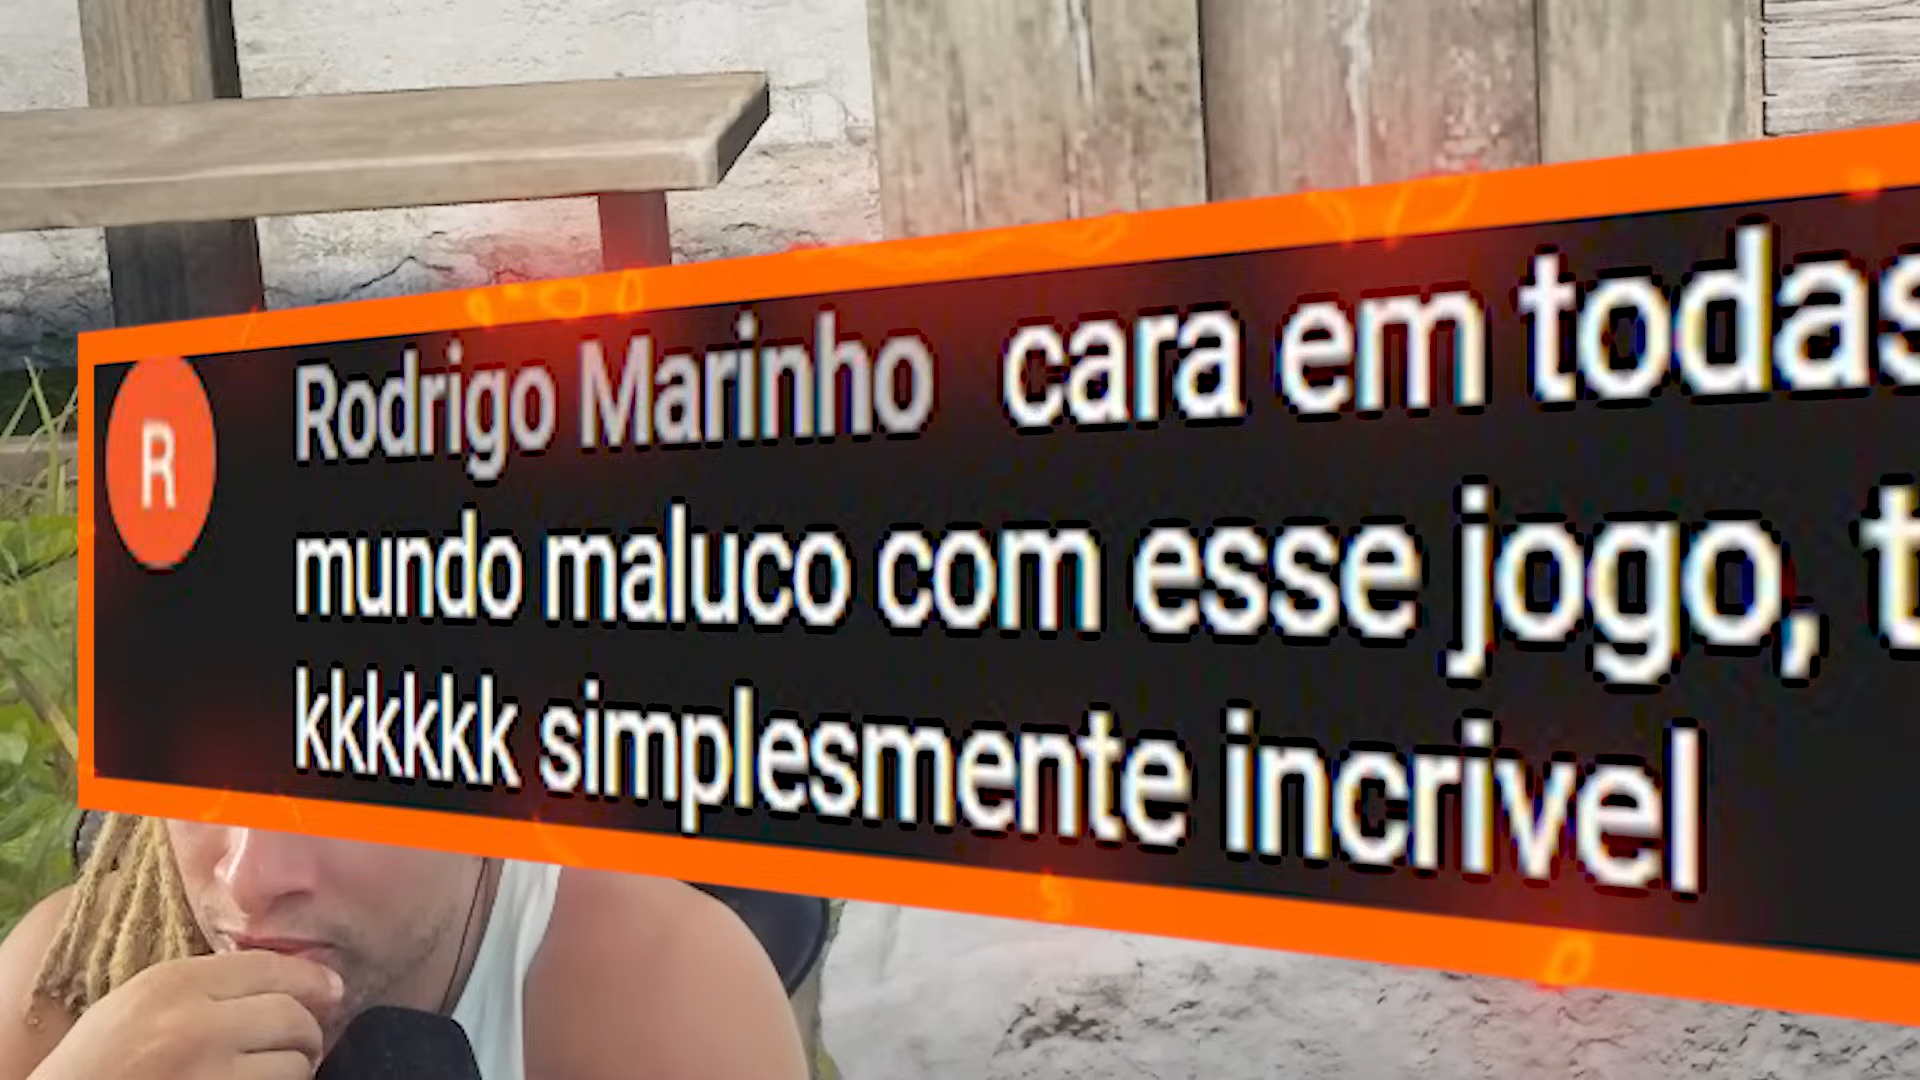 R
Rodrigo Marinho cara em todas
mundo maluco com esse jogo,
kkkkkk simplesmente incrivel